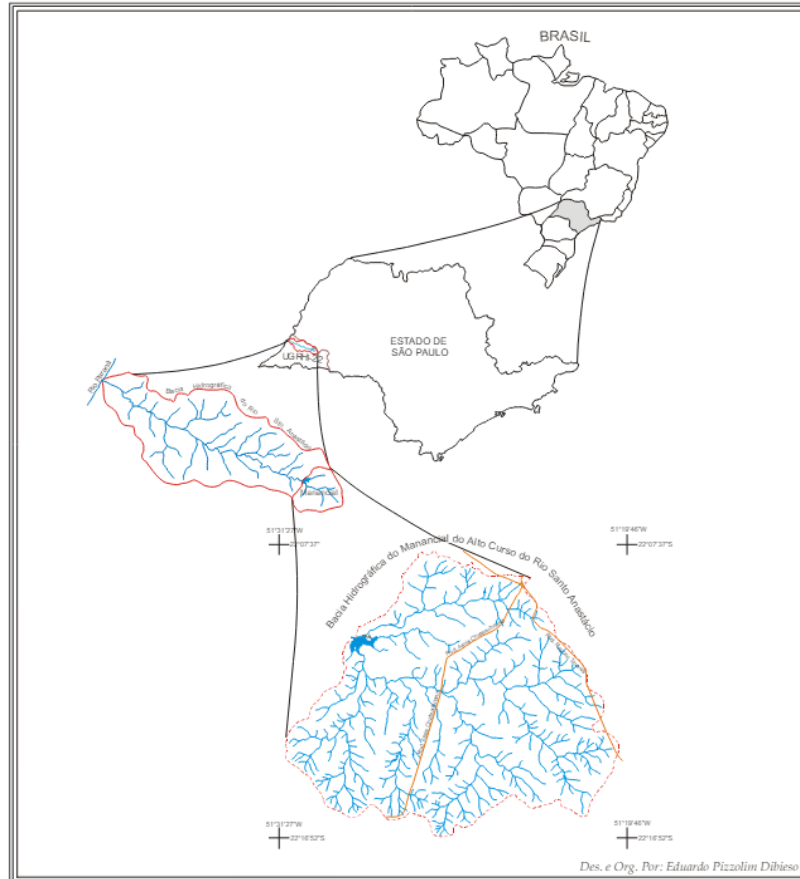 BRASIL
ESTADO DE
SÃO PAULO
UGRHI-22
Rio Paraná
Bacia Hidrográfica do Rio Sto. Anastácio
Manancial
51°31'27"W
22°07'37"
51°19'46"W
22°07'37"S
Bacia Hidrográfica do Manancial do Alto Curso do Rio Santo Anastácio
51°31'27"W
22°16'52"S
51°19'46"W
22°16'52"S
Des. e Org. Por: Eduardo Pizzolim Dibieso